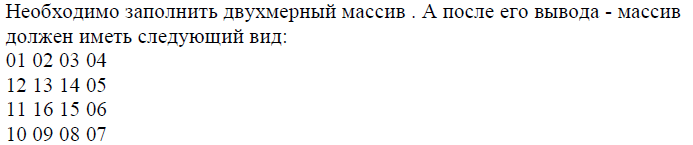 Необходимо заполнить двухмерный массив . А после его вывода - массив
должен иметь следующий вид:
01 02 03 04
12 13 14 05
11 16 15 06
10 09 08 07